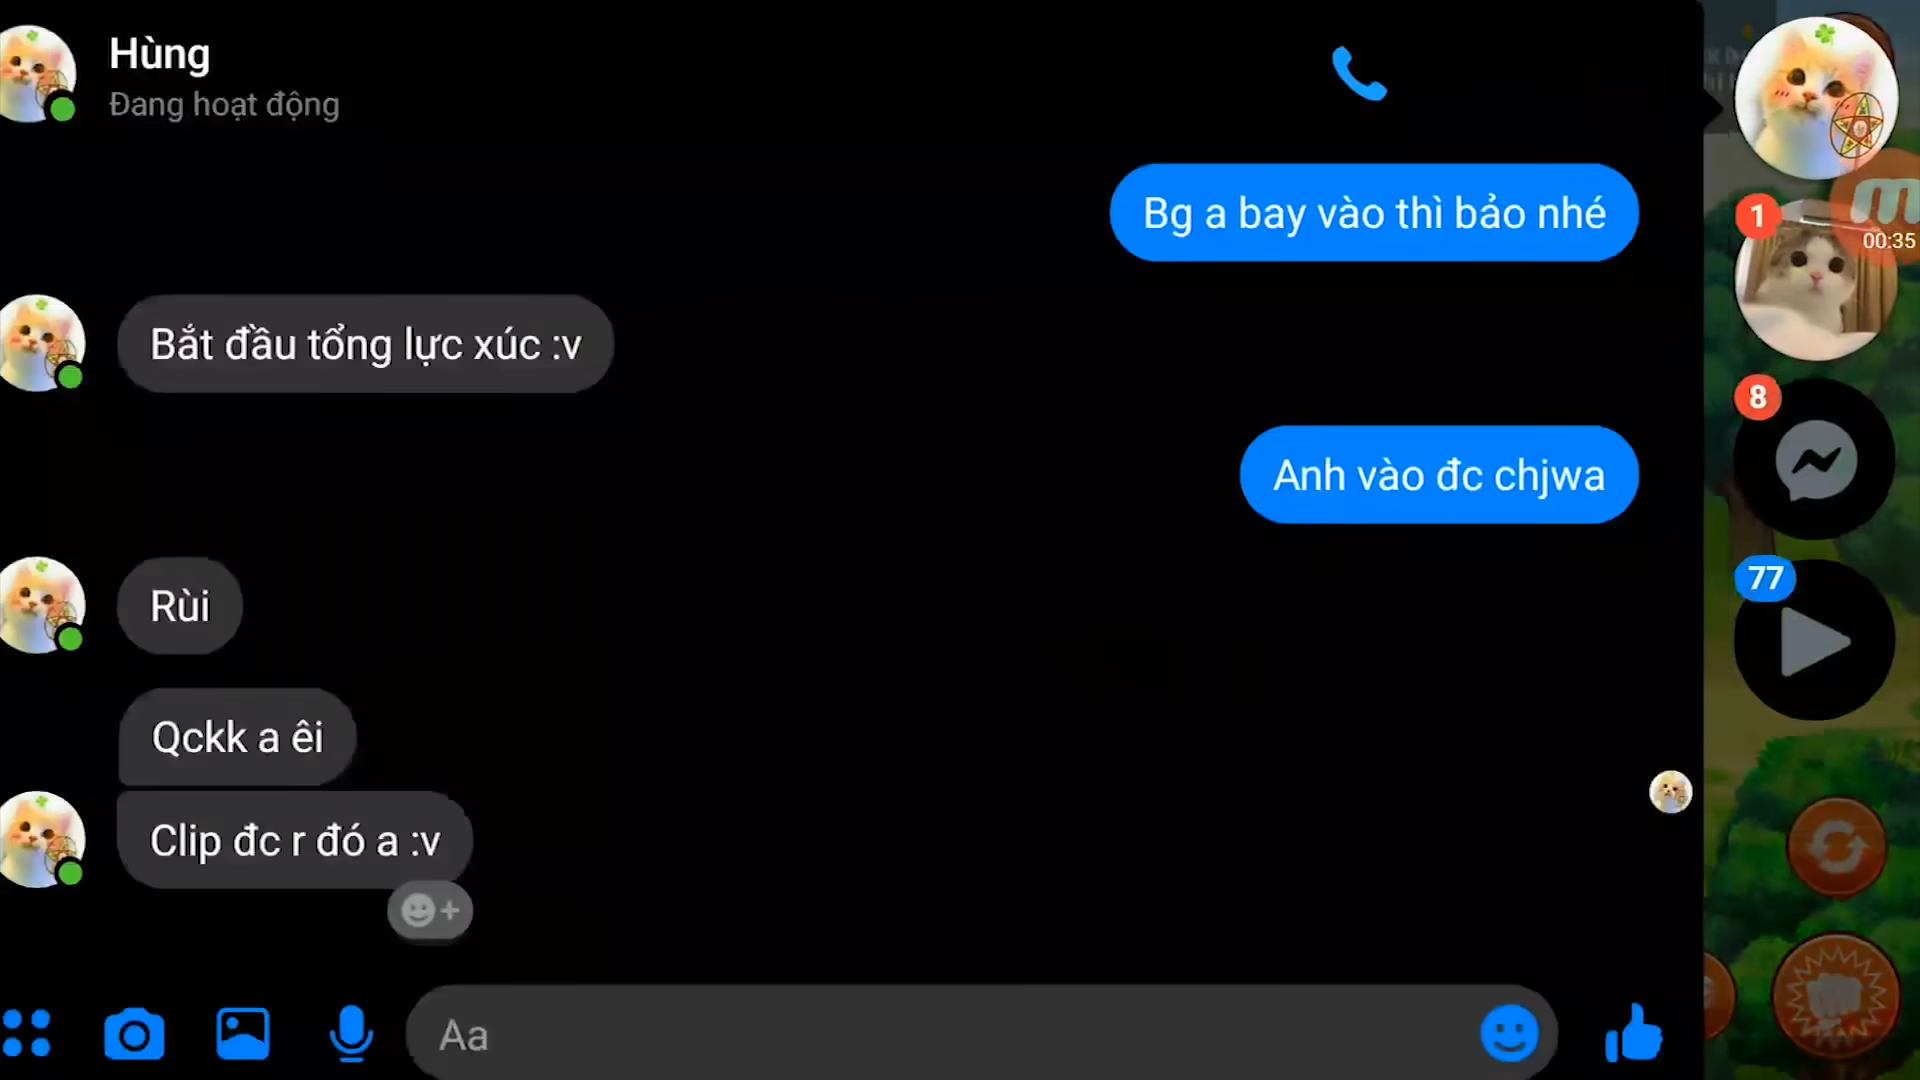 Hùng
Đang hoạt động
Bg a bay vào thì bảo nhé
Bắt đầu tổng lực xúc :v
Anh vào đc chjwa
Rùi
Qckk a êi
Clip đc r đó a :v
Aa
1
00:35
8
77